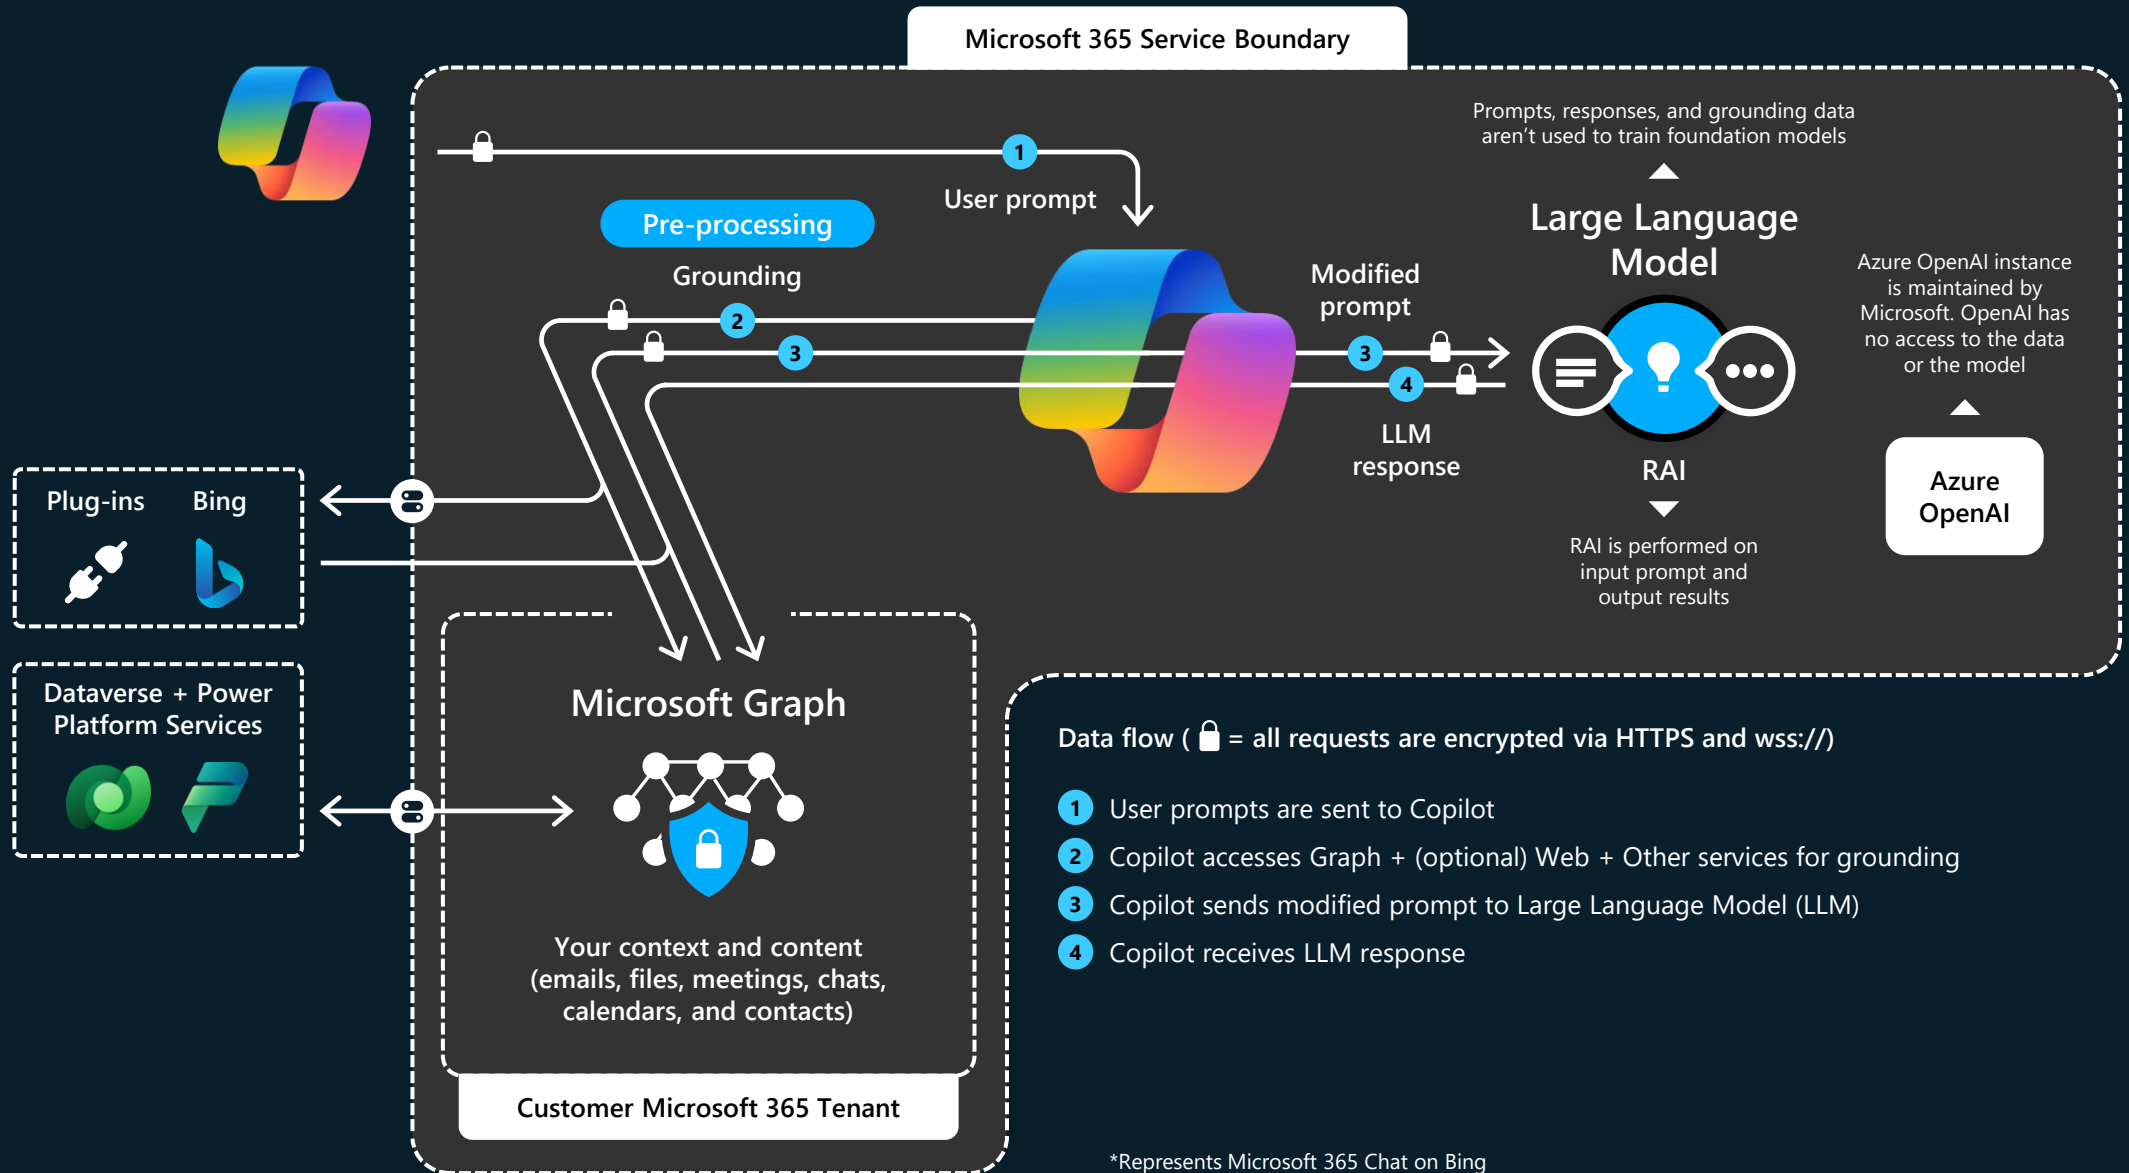 Microsoft 365 Service Boundary
Prompts, responses, and grounding data
aren't used to train foundation models
1
User prompt
Pre-processing
Grounding
2
3
Modified
prompt
3
4
LLM
response
Large Language
Model
RAI
RAI is performed on
input prompt and
output results
Azure OpenAI instance
is maintained by
Microsoft. OpenAI has
no access to the data
or the model
Azure
OpenAI
Plug-ins
Bing
Dataverse + Power
Platform Services
Microsoft Graph
Your context and content
(emails, files, meetings, chats,
calendars, and contacts)
Customer Microsoft 365 Tenant
Data flow ( = all requests are encrypted via HTTPS and wss://)
1 User prompts are sent to Copilot
2 Copilot accesses Graph + (optional) Web + Other services for grounding
3 Copilot sends modified prompt to Large Language Model (LLM)
4 Copilot receives LLM response
*Represents Microsoft 365 Chat on Bing